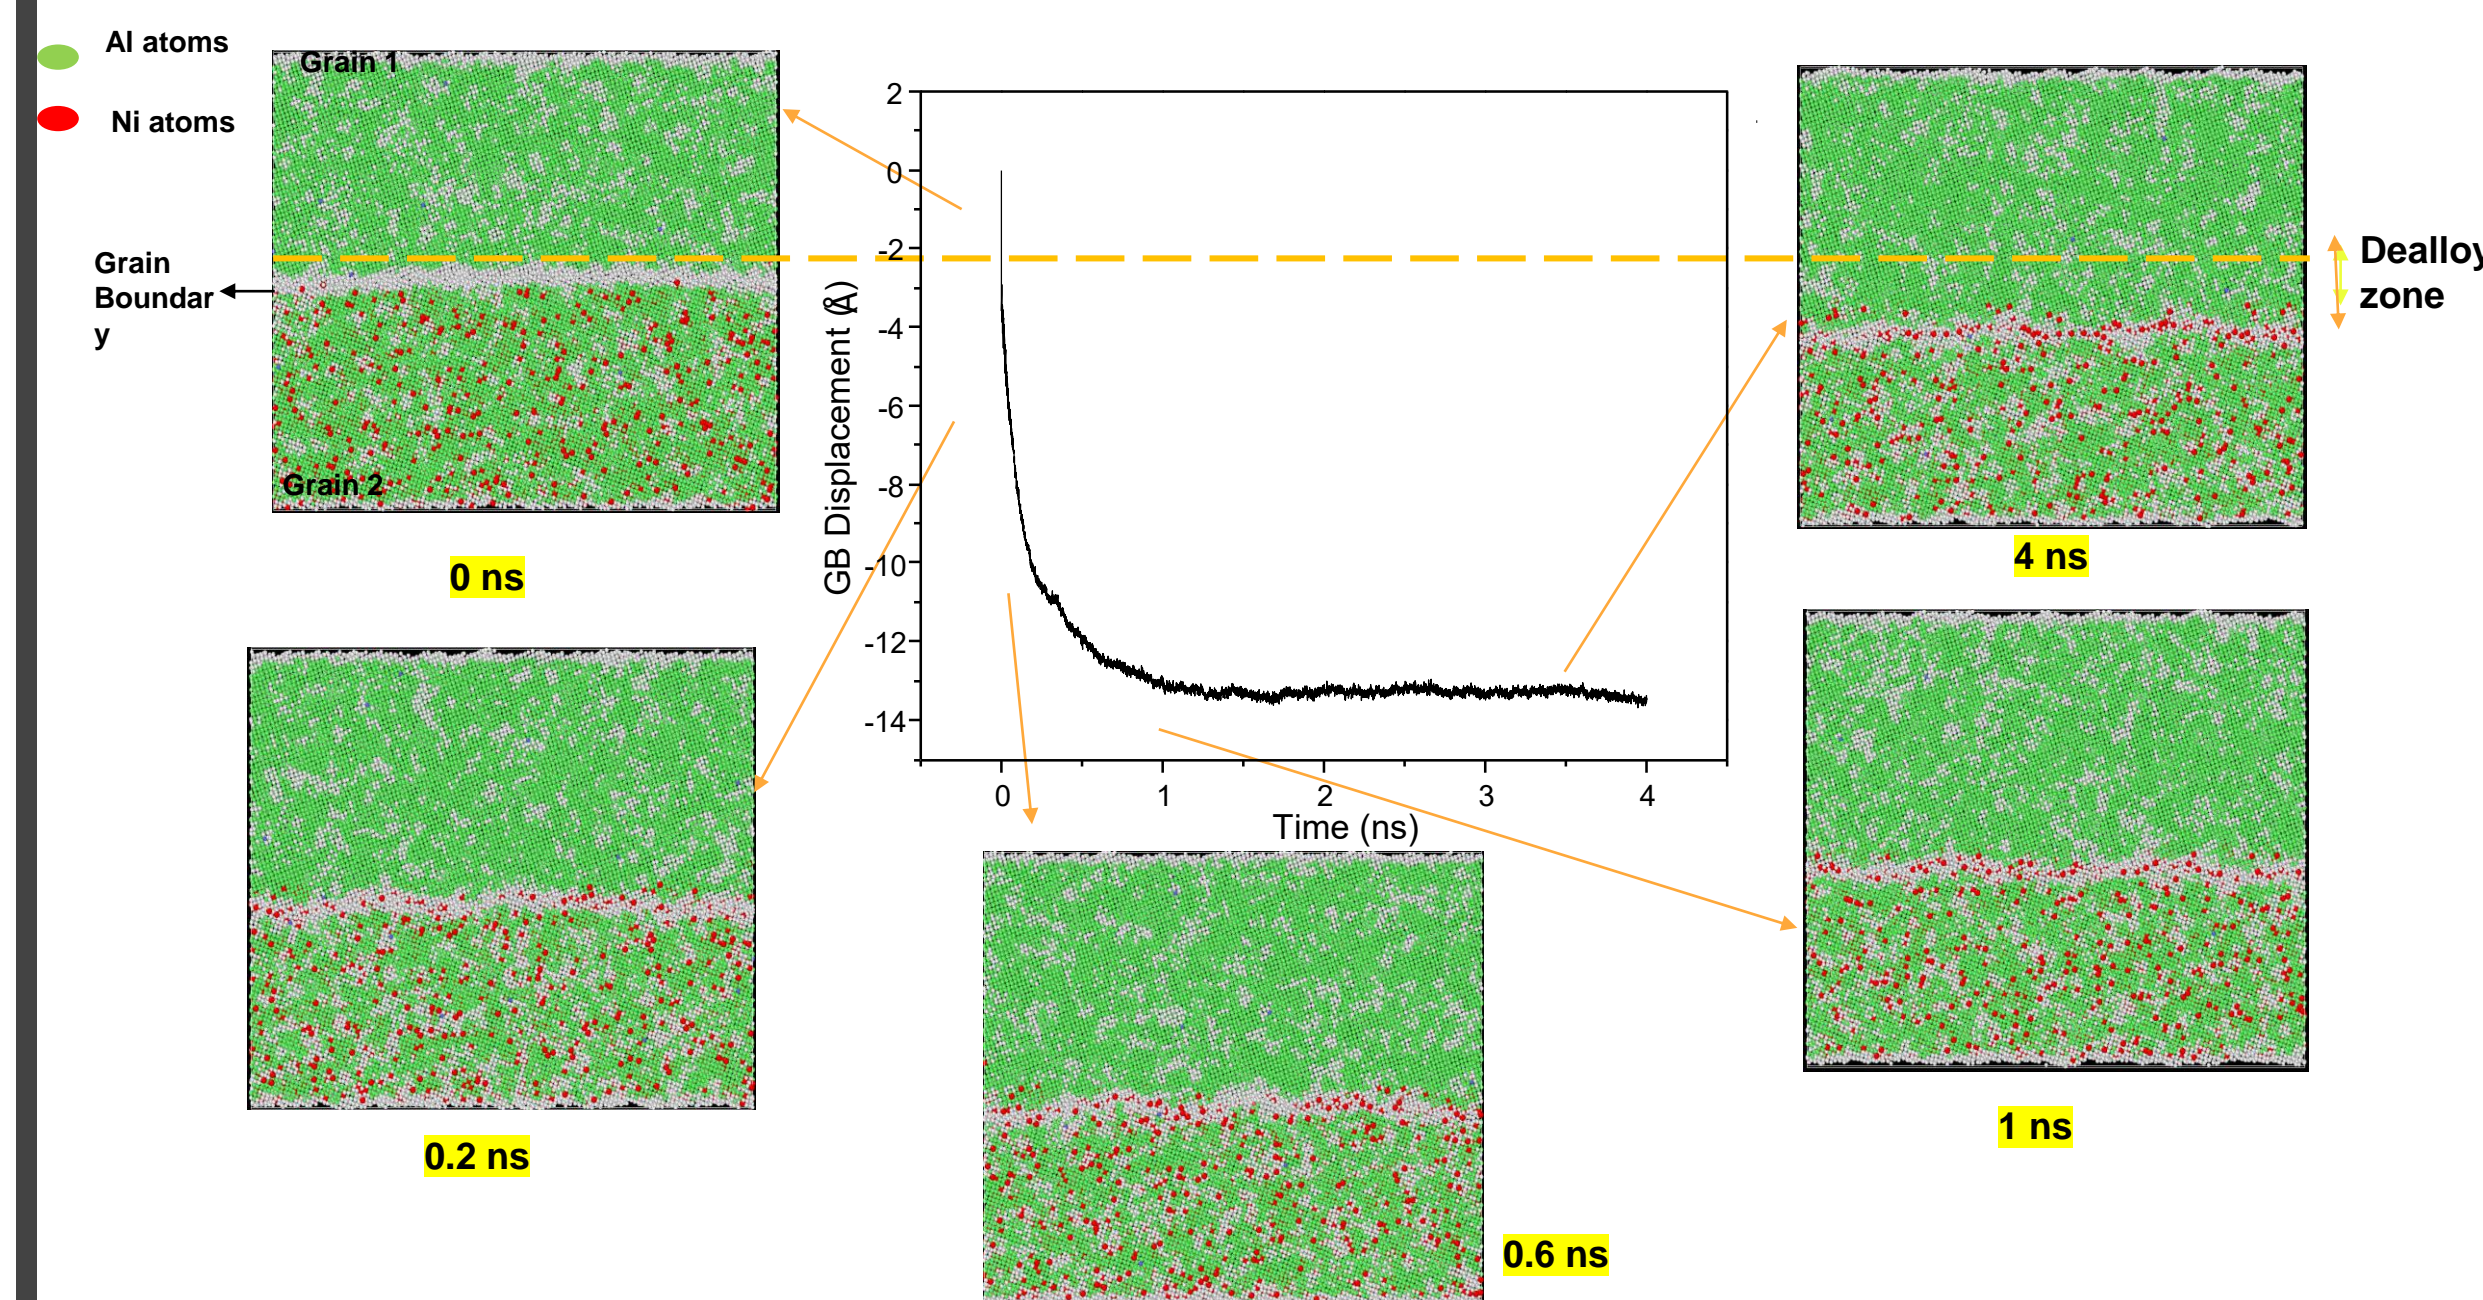 Al atoms
Ni atoms
Grain 1
Grain
Boundar
y
Grain 2
0 ns
0.2 ns
2
0
-2
-4
-6
-8
-10
-12
-14
GB Displacement (Å)
0 1 2 3 4
Time (ns)
0.6 ns
Dealloy
zone
4 ns
1 ns